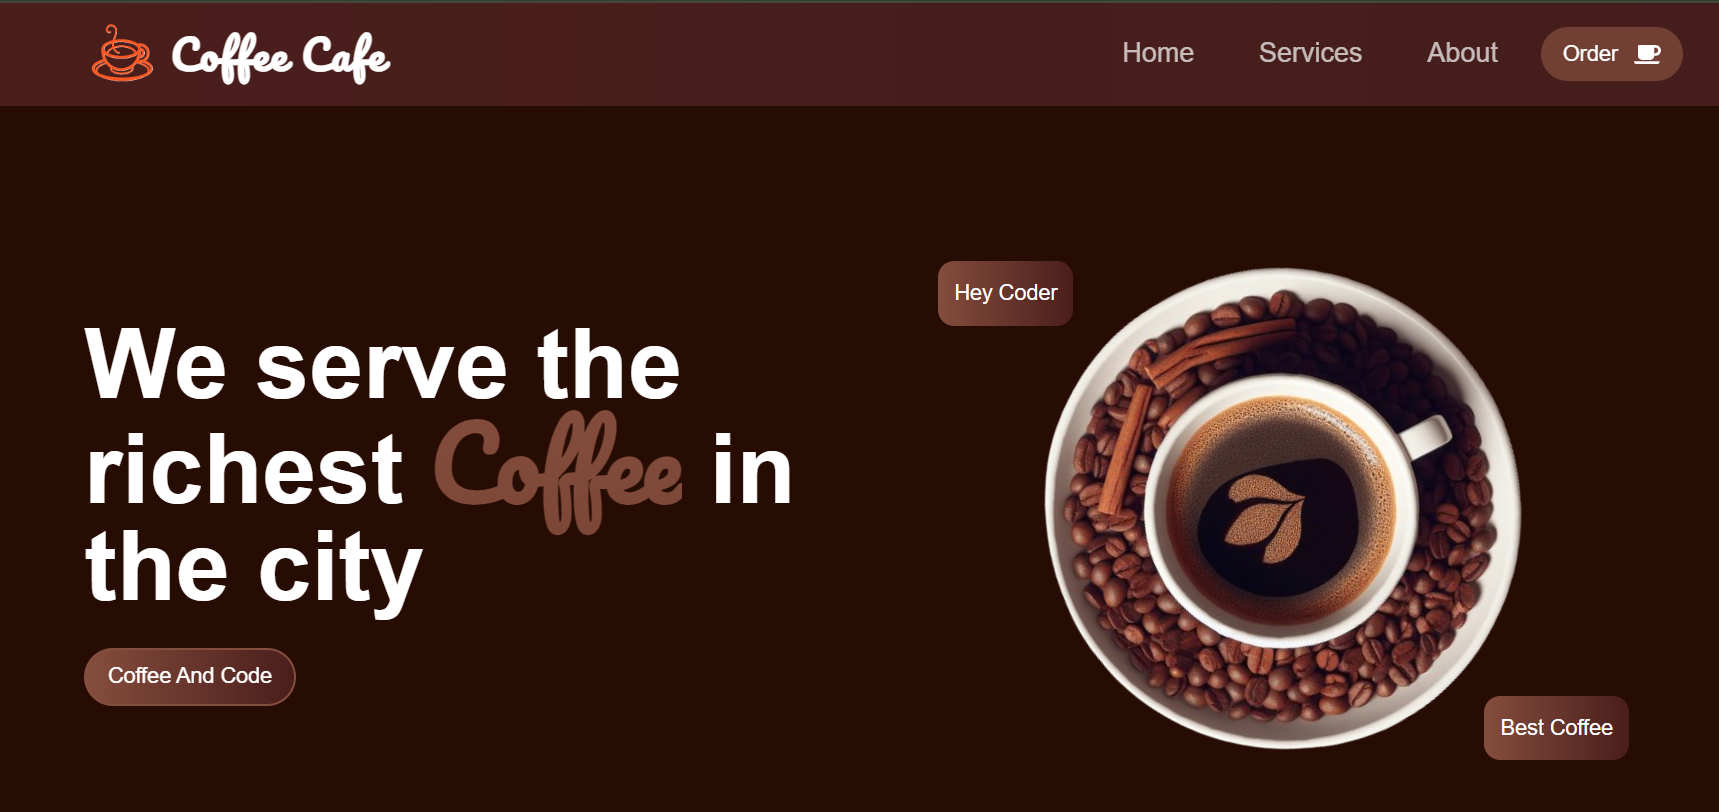 Coffee Cafe
Home
Services
About
Order
Hey Coder
We serve the
richest Coffee in
the city
Coffee And Code
Best Coffee